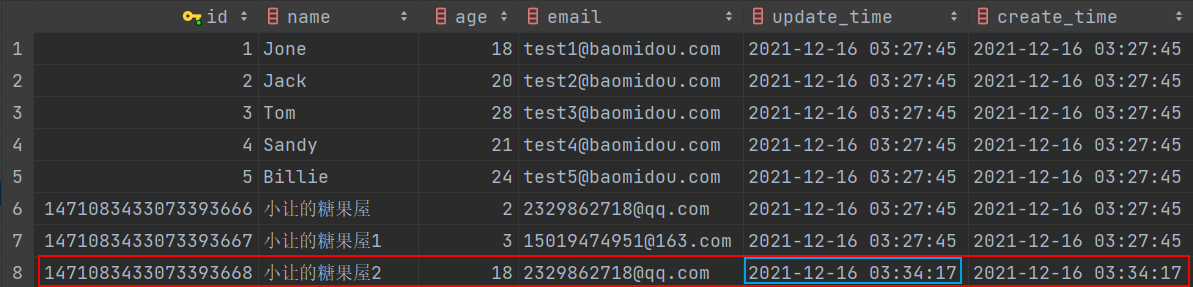 id name age email update_time create_time
1 1 Jone 18 test1@baomidou.com 2021-12-16 03:27:45 2021-12-16 03:27:45
2 2 Jack 20 test2@baomidou.com 2021-12-16 03:27:45 2021-12-16 03:27:45
3 3 Tom 28 test3@baomidou.com 2021-12-16 03:27:45 2021-12-16 03:27:45
4 4 Sandy 21 test4@baomidou.com 2021-12-16 03:27:45 2021-12-16 03:27:45
5 5 Billie 24 test5@baomidou.com 2021-12-16 03:27:45 2021-12-16 03:27:45
6 1471083433073393666 小让的糖果屋 2 2329862718@qq.com 2021-12-16 03:27:45 2021-12-16 03:27:45
7 1471083433073393667 小让的糖果屋1 3 15019474951@163.com 2021-12-16 03:27:45 2021-12-16 03:27:45
8 1471083433073393668 小让的糖果屋2 18 2329862718@qq.com 2021-12-16 03:34:17 2021-12-16 03:34:17